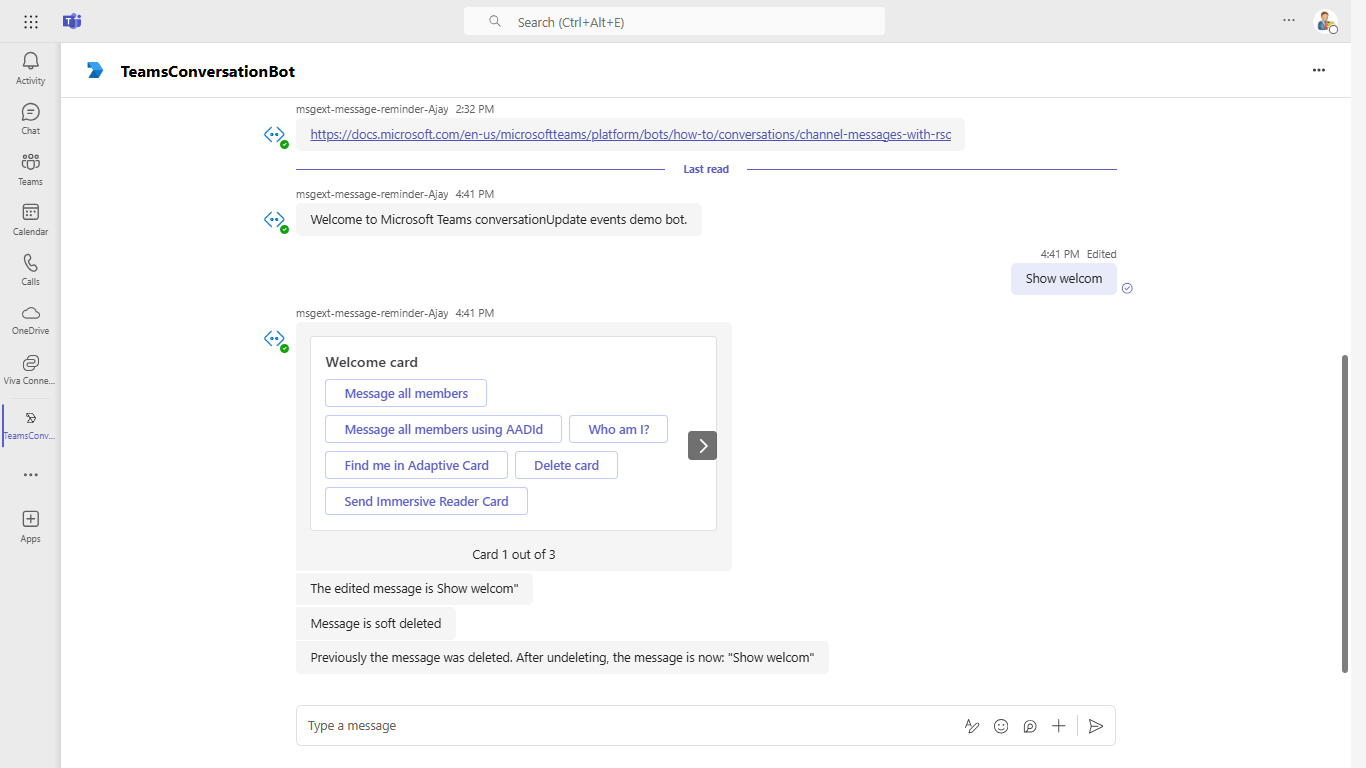 Search (Ctrl+Alt+E)
Activity
Chat
Teams
Calendar
Calls
OneDrive
Viva Conne...
TeamsConv...
Apps
TeamsConversationBot
msgext-message-reminder-Ajay 2:32 PM
https://docs.microsoft.com/en-us/microsoftteams/platform/bots/how-to/conversations/channel-messages-with-rsc
Last read
msgext-message-reminder-Ajay 4:41 PM
Welcome to Microsoft Teams conversationUpdate events demo bot.
4:41 PM Edited
Show welcom
msgext-message-reminder-Ajay 4:41 PM
Welcome card
Message all members
Message all members using AADId Who am I?
Find me in Adaptive Card Delete card
Send Immersive Reader Card
Card 1 out of 3
The edited message is Show welcom"
Message is soft deleted
Previously the message was deleted. After undeleting, the message is now: "Show welcom"
Type a message